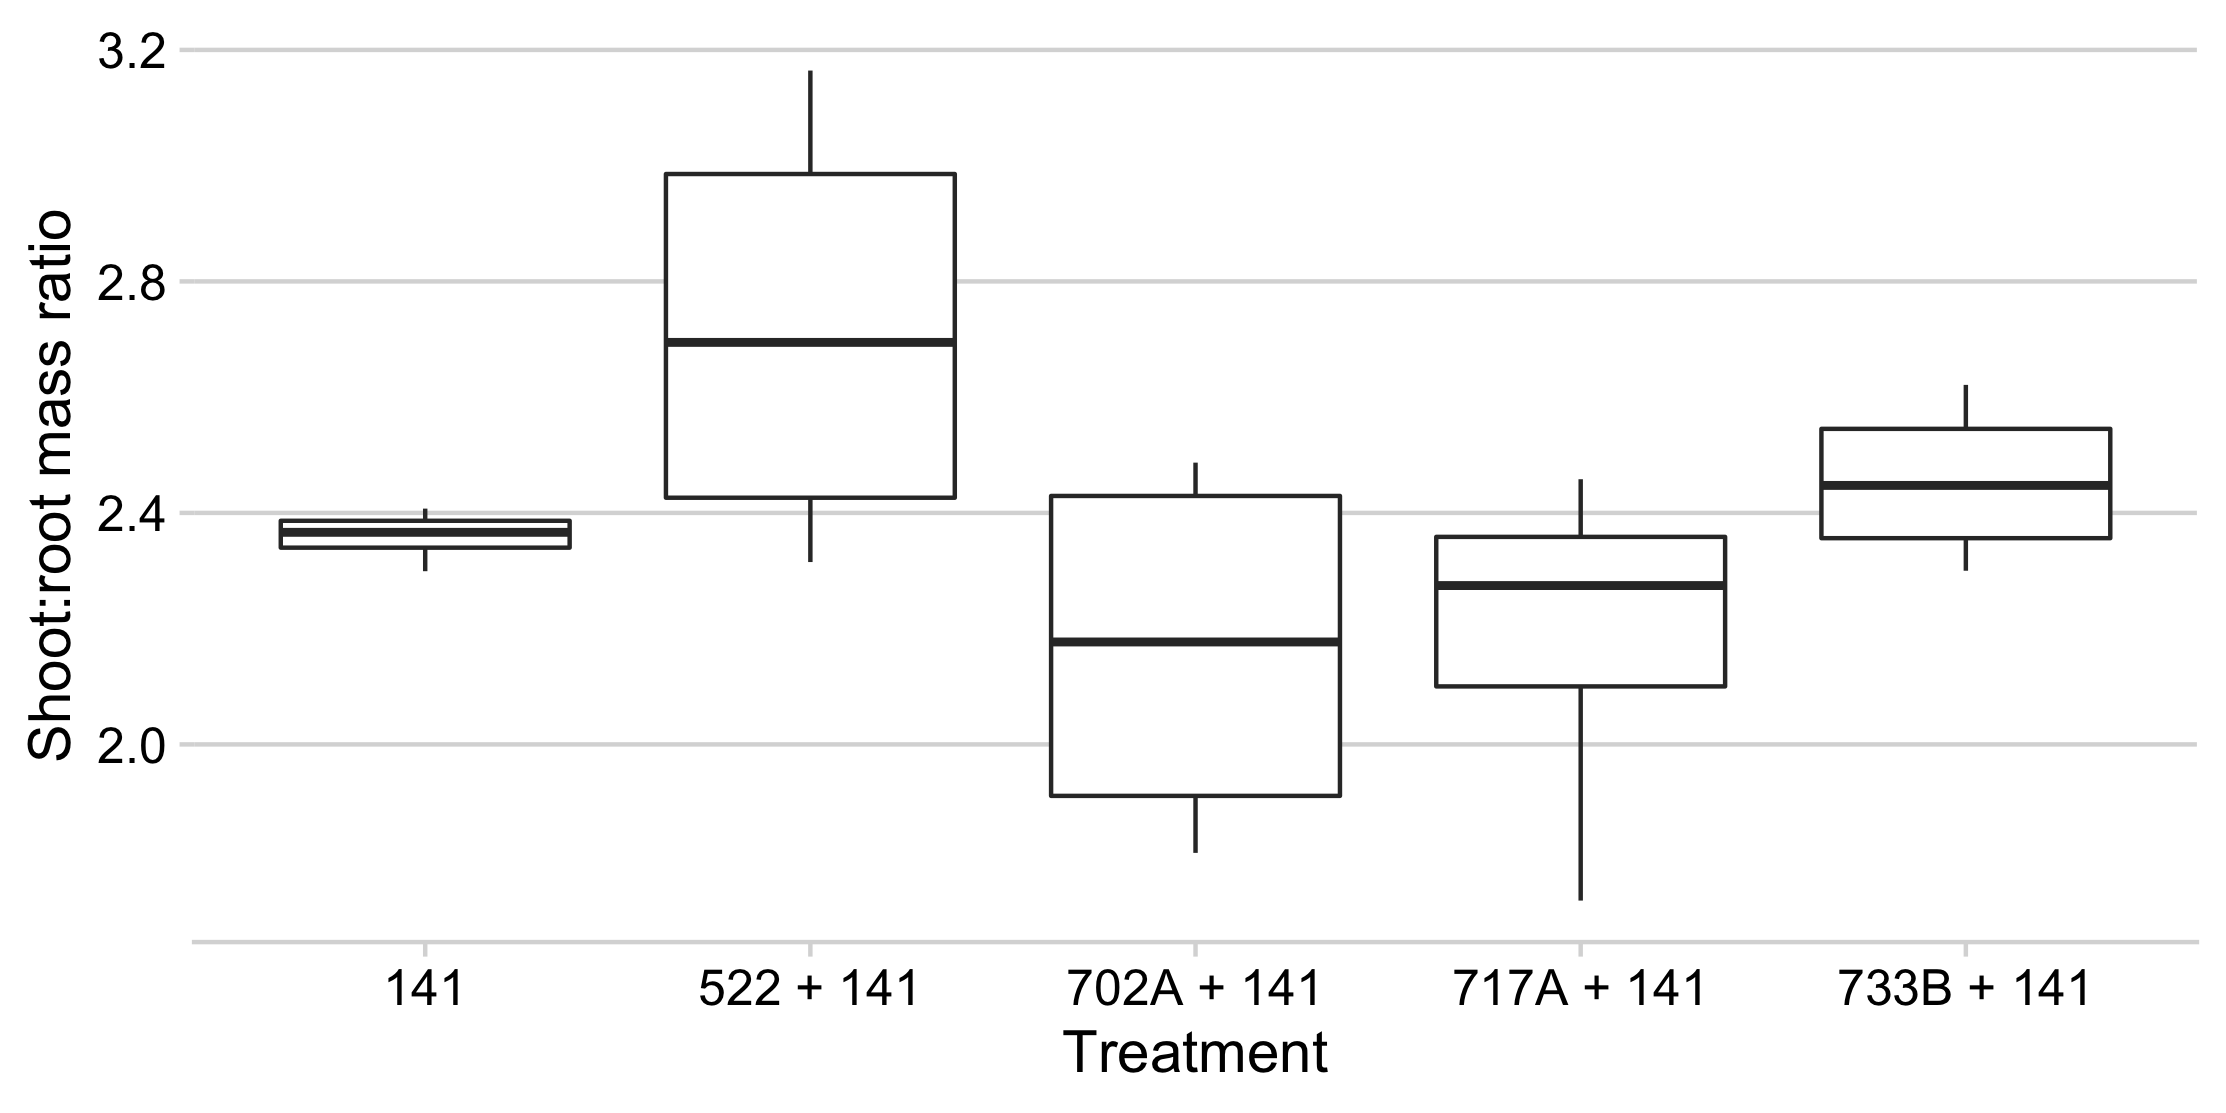 Shoot:root mass ratio
3.2
2.8
2.4
2.0
141
522 + 141
702A + 141
717A + 141
733B + 141
Treatment